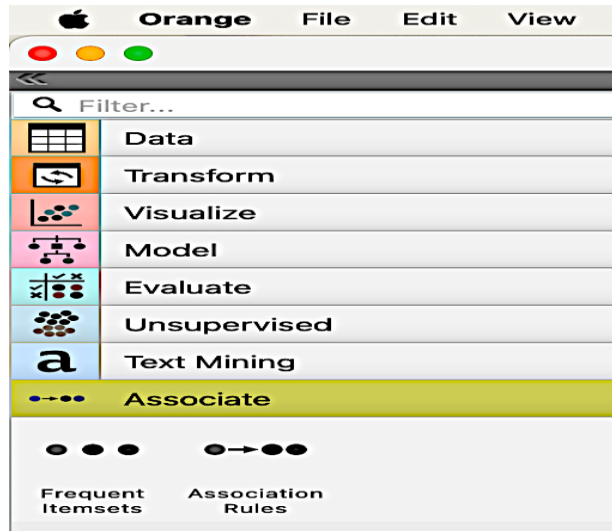 Orange File Edit View
Filter...
Data
Transform
Visualize
Model
Evaluate
Unsupervised
a Text Mining
Associate
Frequent Itemsets
Association Rules